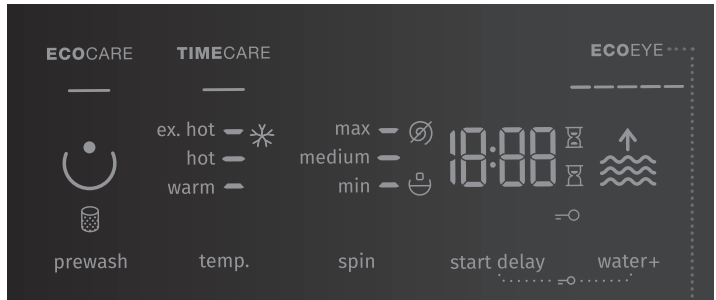 ECOCARE
TIMECARE
ECOEYE
ex. hot
hot
warm
max
medium
min
18:88
prewash
temp.
spin
start delay
water+